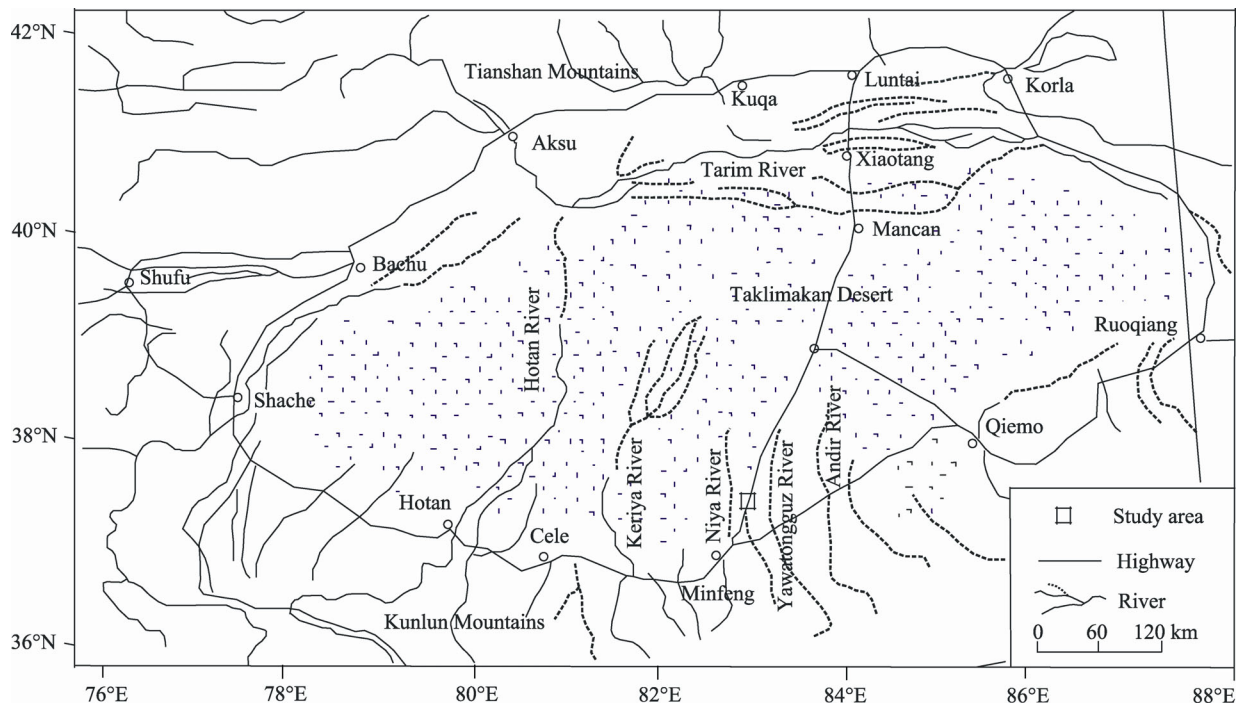 42°N
Tianshan Mountains
Luntai
Kuqa
Korla
Aksu
Xiaotang
Tarim River
40°N
Mancan
Bachu
Shufu
Taklimakan Desert
Hotan River
Ruoqiang
Shache
38°N
Qiemo
Andir River
Keriya River
Niya River
Yawatongguz River
Hotan
Cele
Minfeng
Kunlun Mountains
36°N
Study area
Highway
River
0 60 120 km
76°E 78°E 80°E 82°E 84°E 86°E 88°E